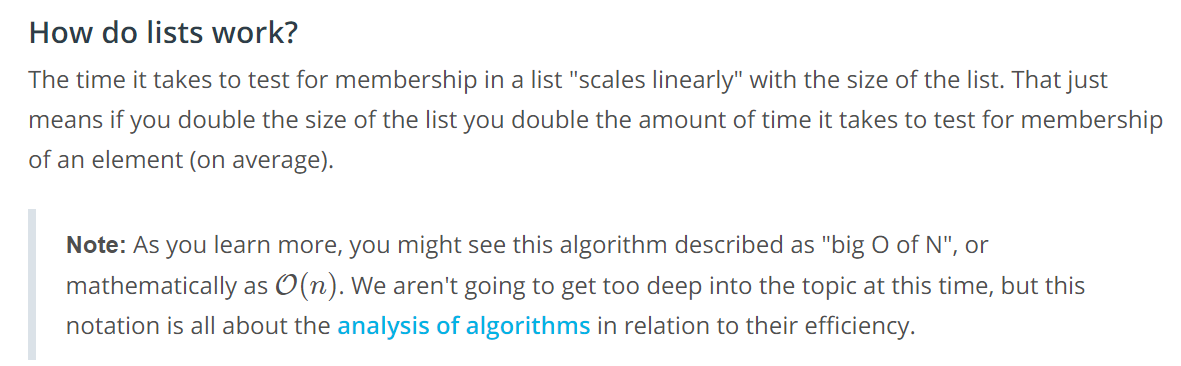 How do lists work?
The time it takes to test for membership in a list "scales linearly" with the size of the list. That just
means if you double the size of the list you double the amount of time it takes to test for membership
of an element (on average).
Note: As you learn more, you might see this algorithm described as "big O of N", or
mathematically as 𝒪(n). We aren't going to get too deep into the topic at this time, but this
notation is all about the analysis of algorithms in relation to their efficiency.